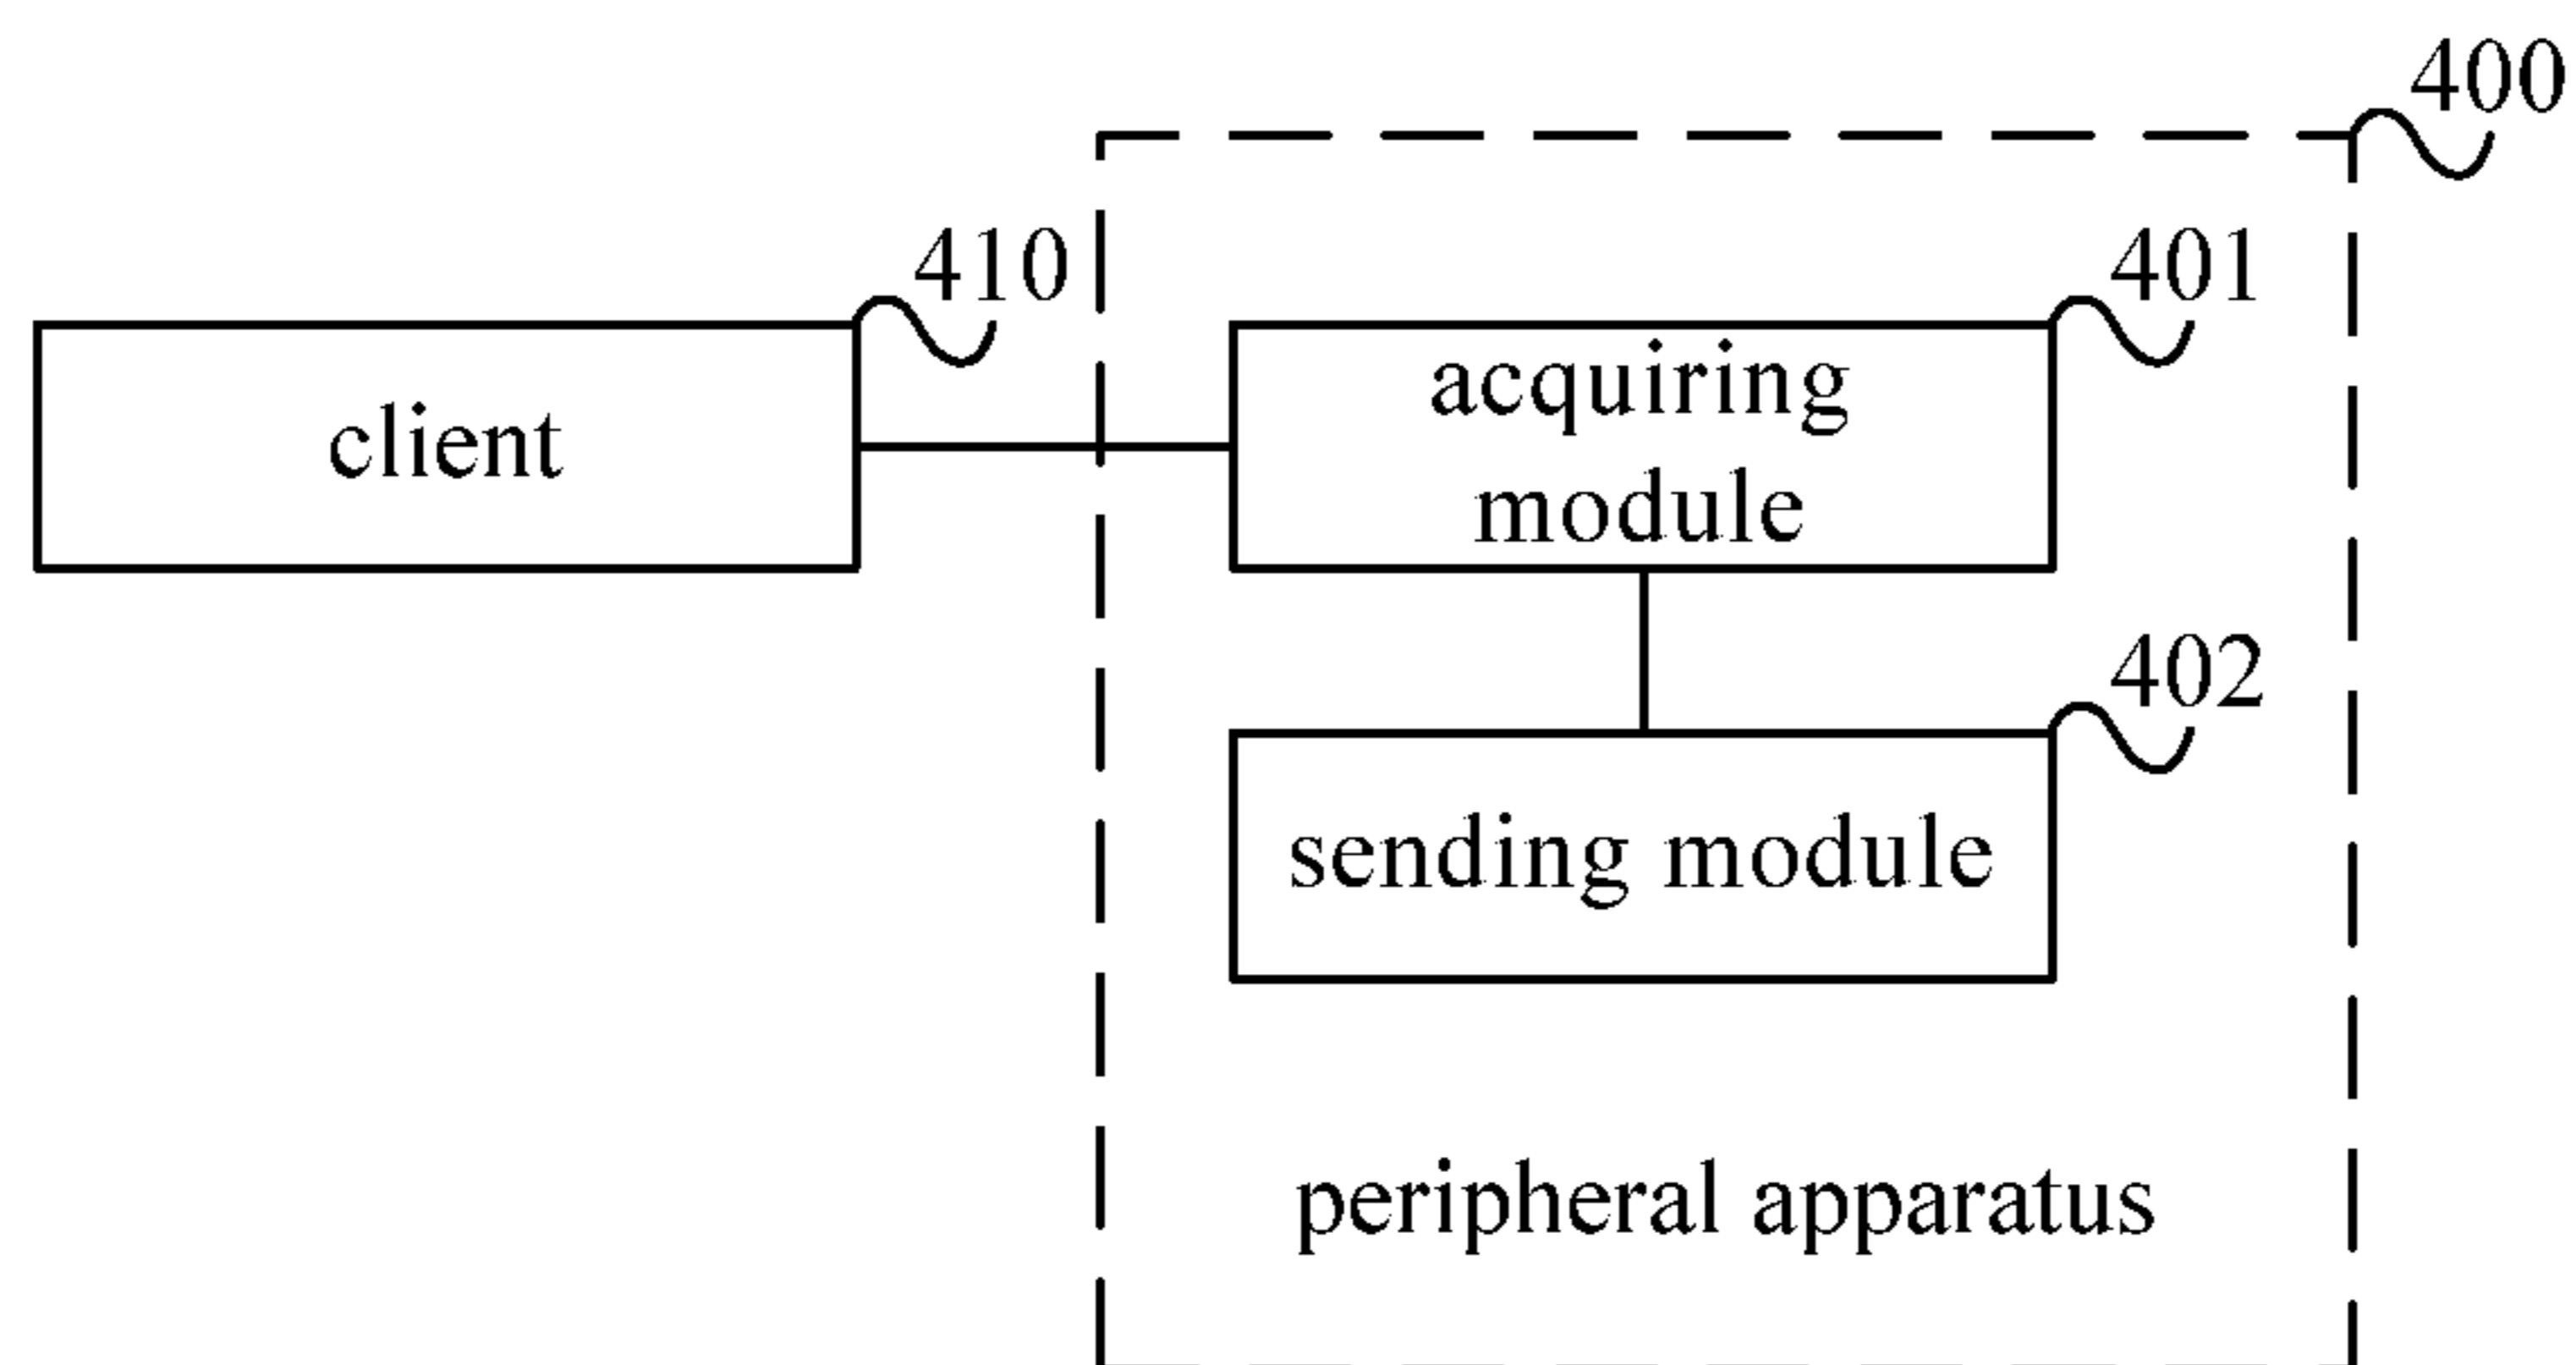 400
410
401
client
acquiring
module
402
sending module
peripheral apparatus